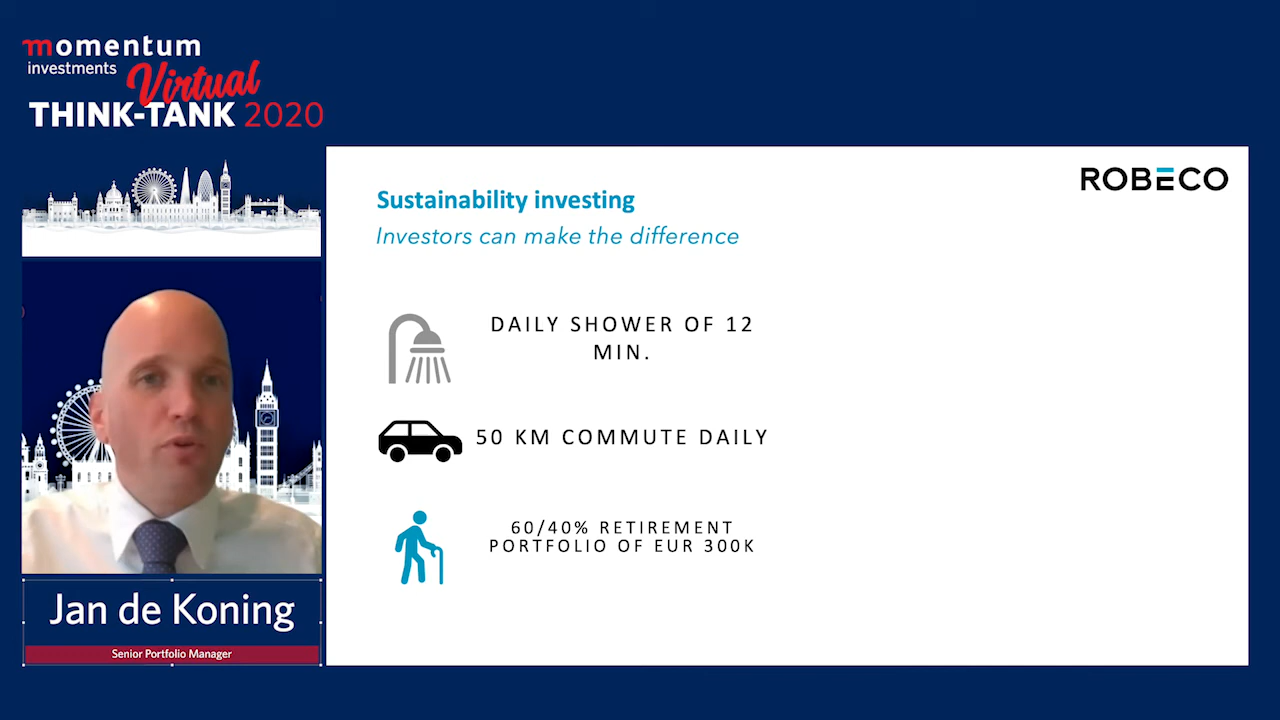 momentum
investments
Virtual
THINK-TANK 2020
ROBECO
Sustainability investing
Investors can make the difference
DAILY SHOWER OF 12
MIN.
50 KM COMMUTE DAILY
60/40% RETIREMENT
PORTFOLIO OF EUR 300K
Jan de Koning
Senior Portfolio Manager